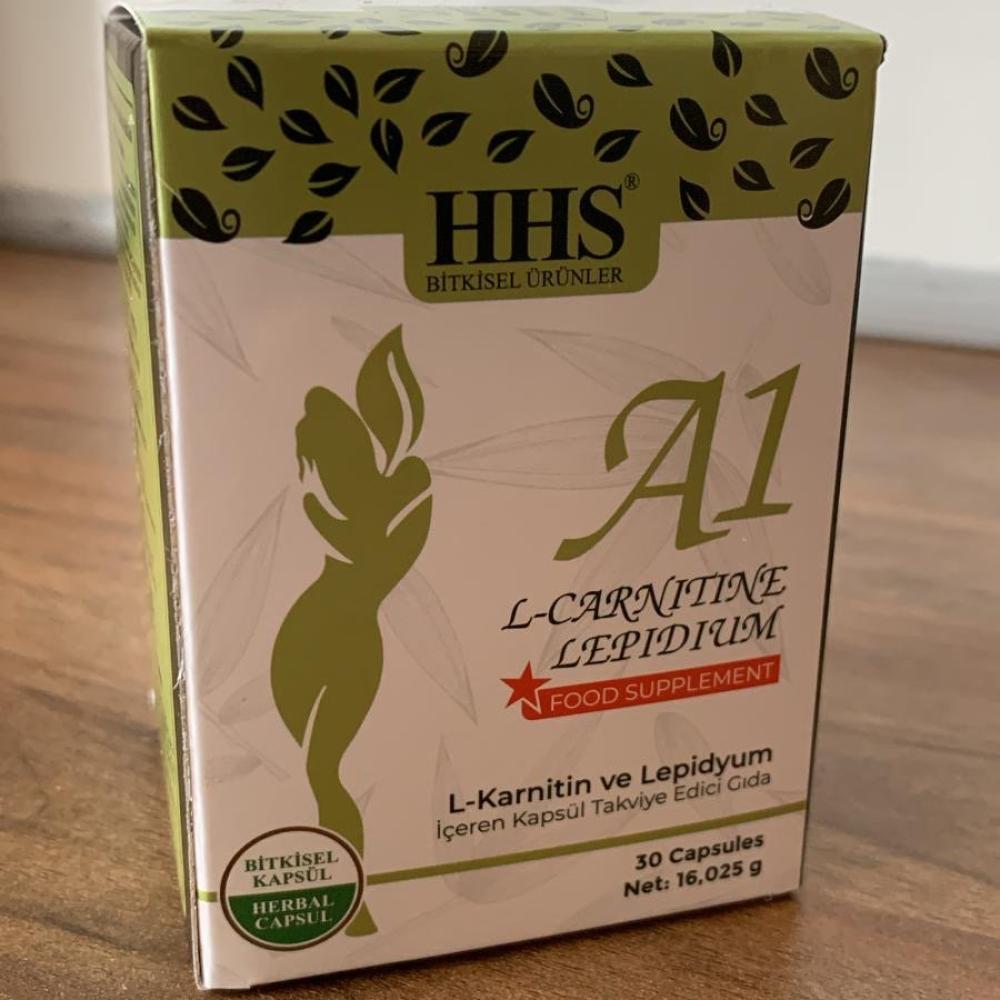 HHS®
BİTKİSEL ÜRÜNLER
A1
L-CARNITINE
LEPIDIUM
FOOD SUPPLEMENT
L-Karnitin ve Lepidyum
İçeren Kapsül Takviye Edici Gıda
30 Capsules
Net: 16,025 g
BİTKİSEL
KAPSÜL
HERBAL
CAPSUL